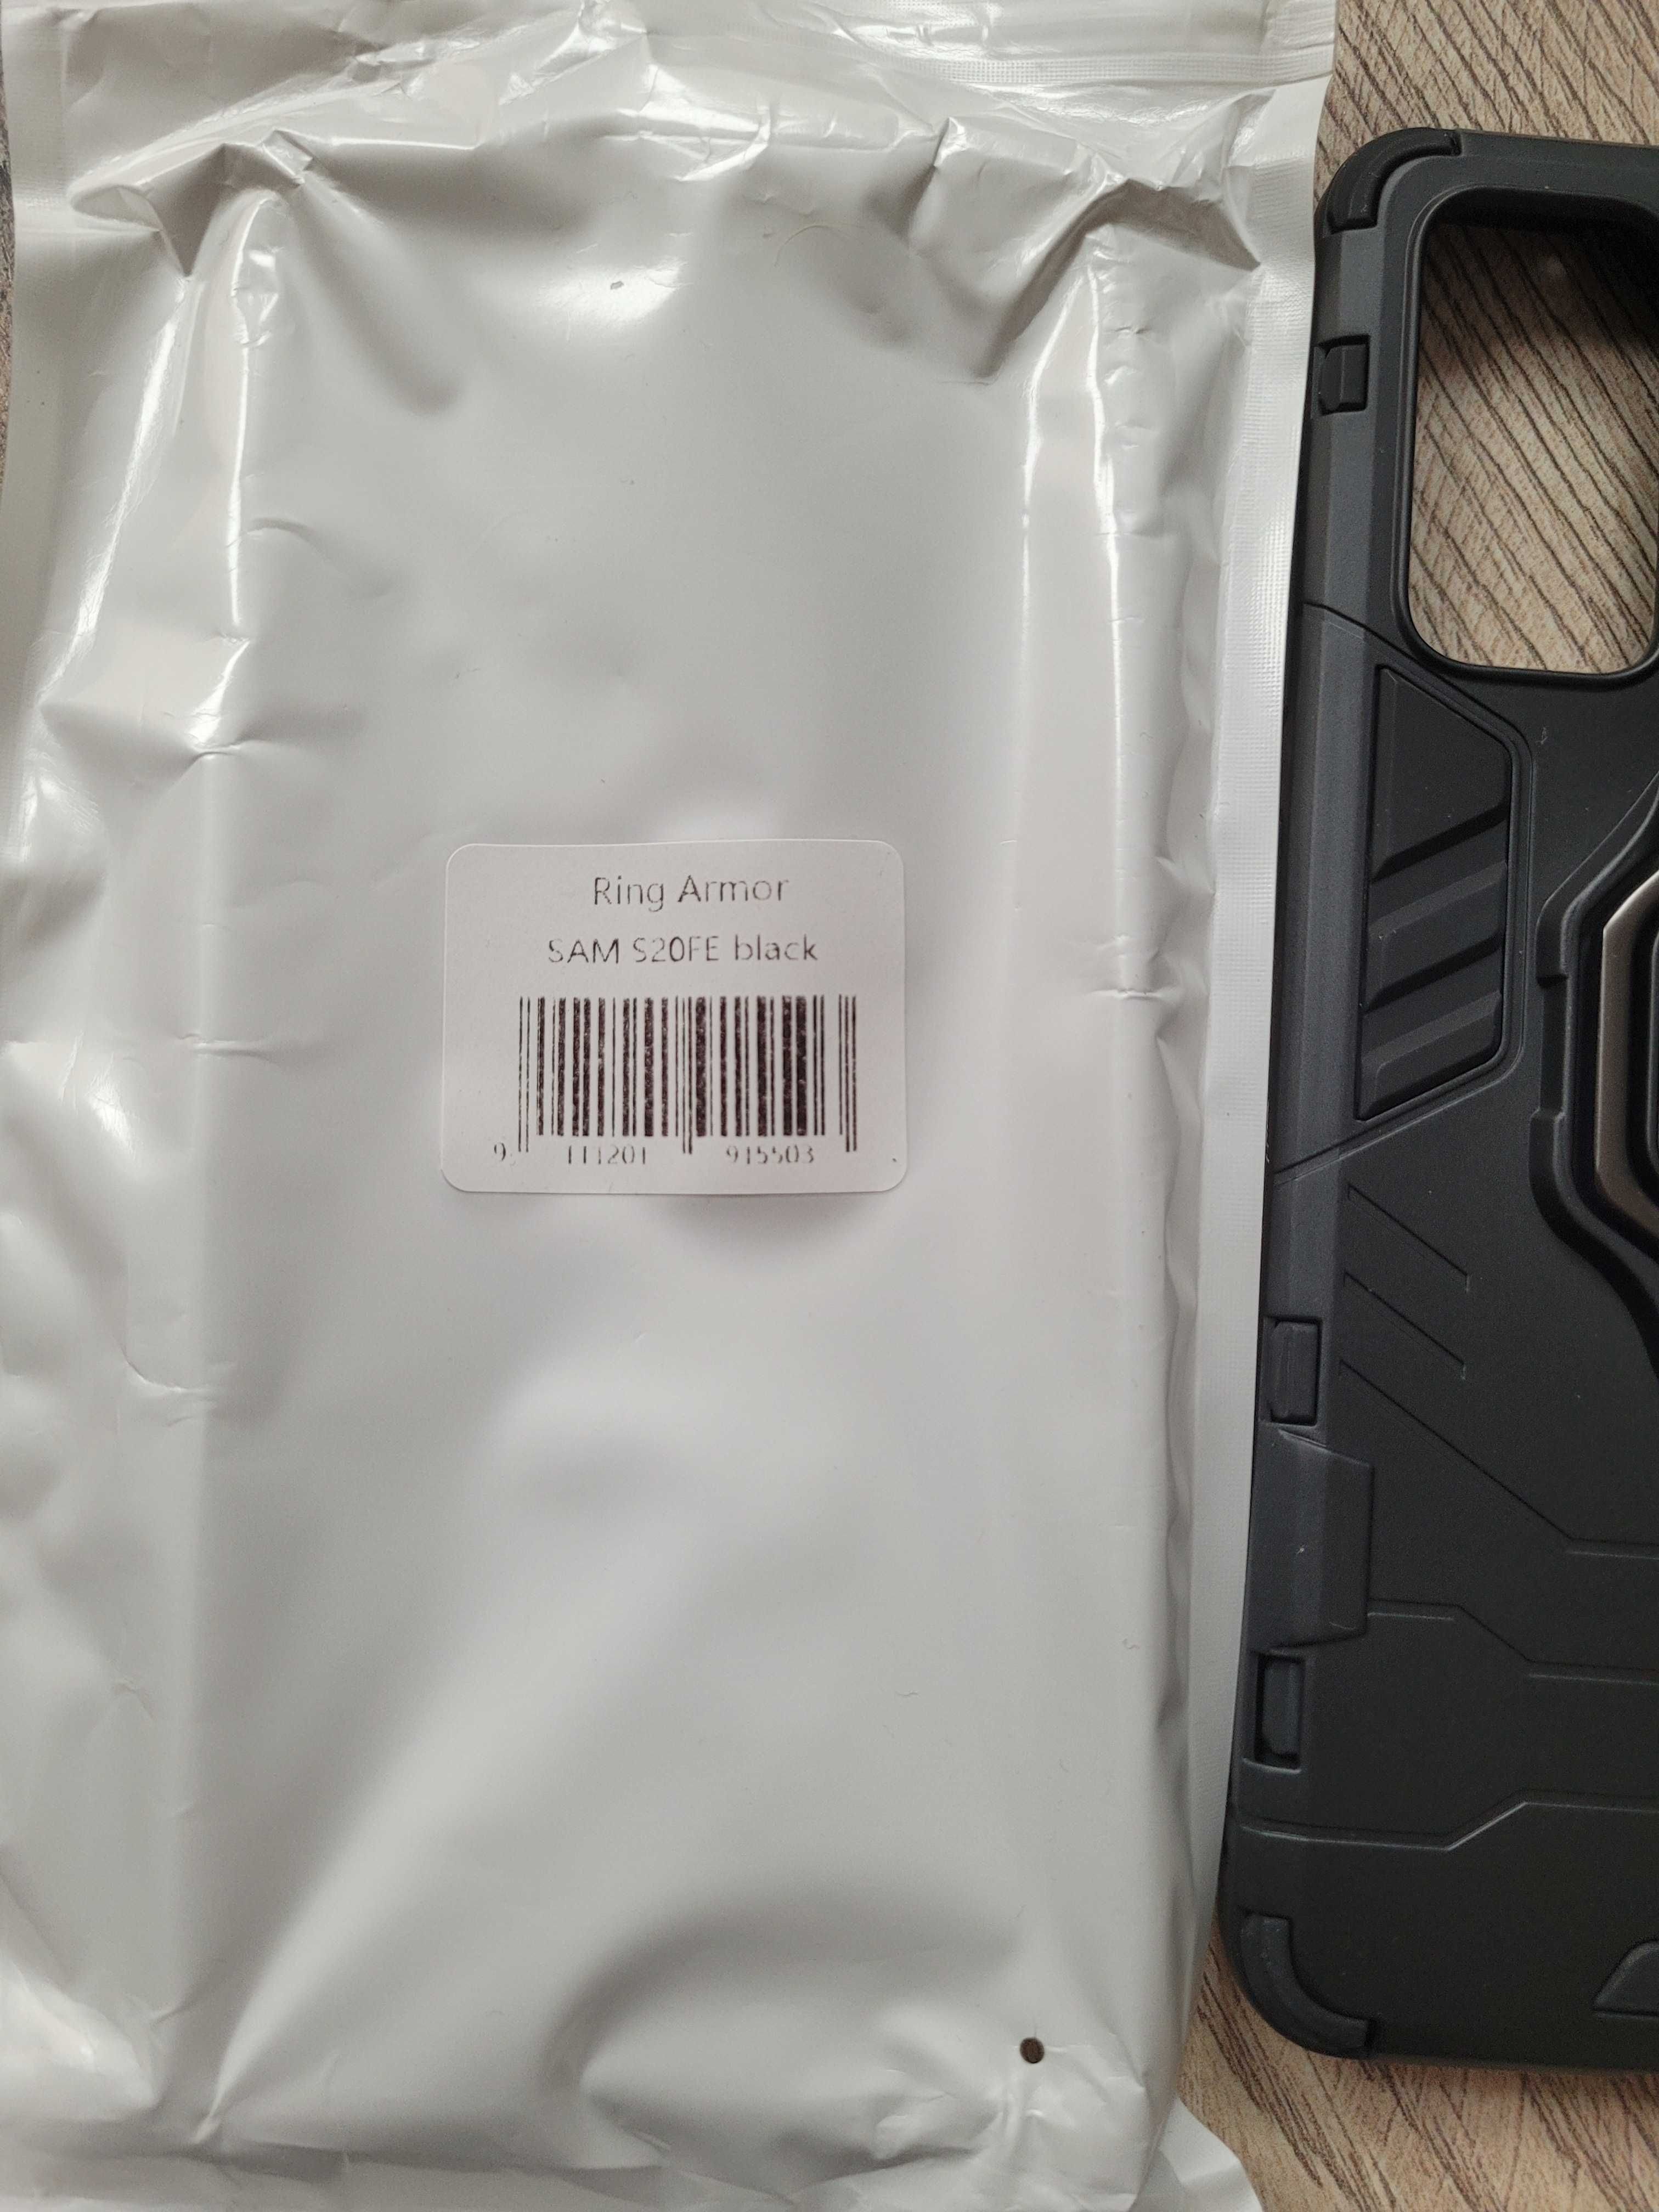 Ring Armor
SAM S20FE black
9 111201 915503